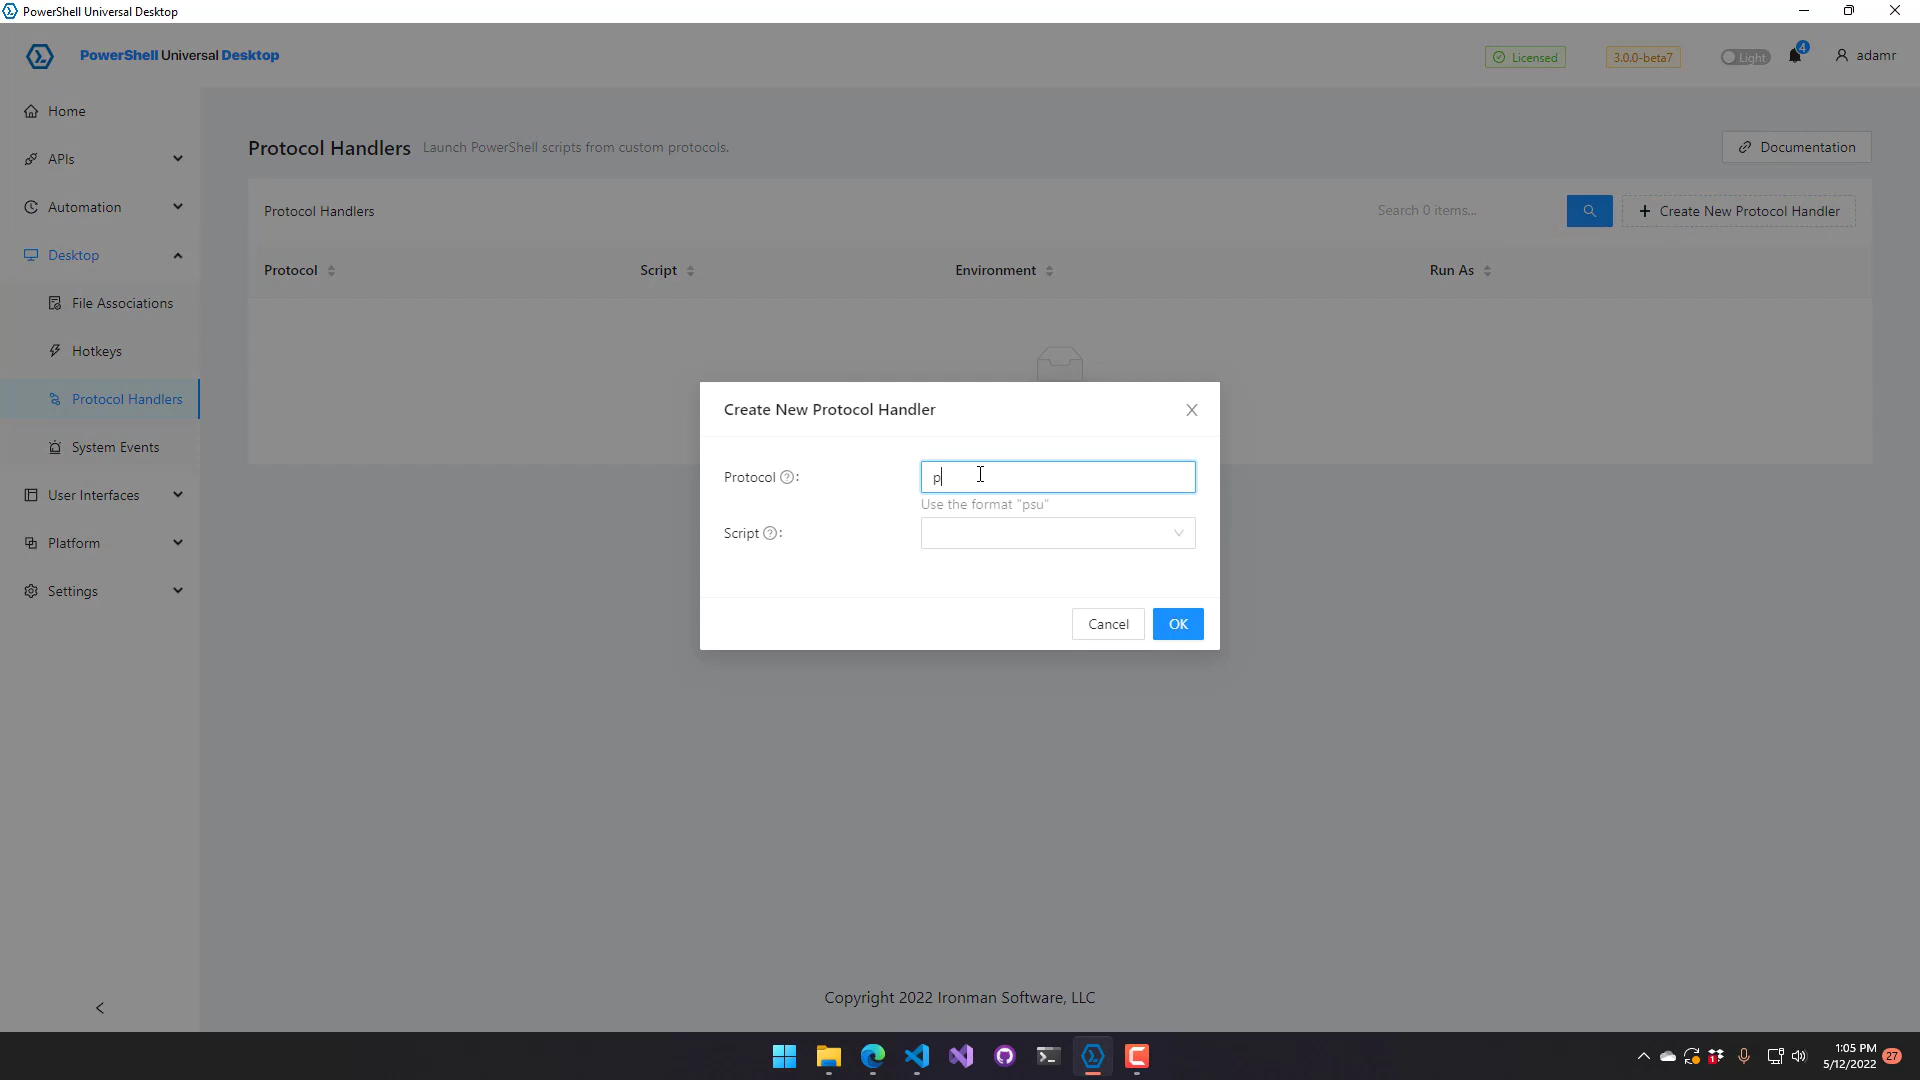 PowerShell Universal Desktop
PowerShell Universal Desktop
Licensed
3.0.0-beta7
Light
4
adamr
Home
APIs
Automation
Desktop
File Associations
Hotkeys
Protocol Handlers
System Events
User Interfaces
Platform
Settings
Protocol Handlers
Launch PowerShell scripts from custom protocols.
Documentation
Protocol Handlers
Search 0 items...
Create New Protocol Handler
Protocol Script Environment Run As
Create New Protocol Handler
Protocol ? :
p
Use the format "psu"
Script ? :
Cancel
OK
Copyright 2022 Ironman Software, LLC
1:05 PM
5/12/2022
27